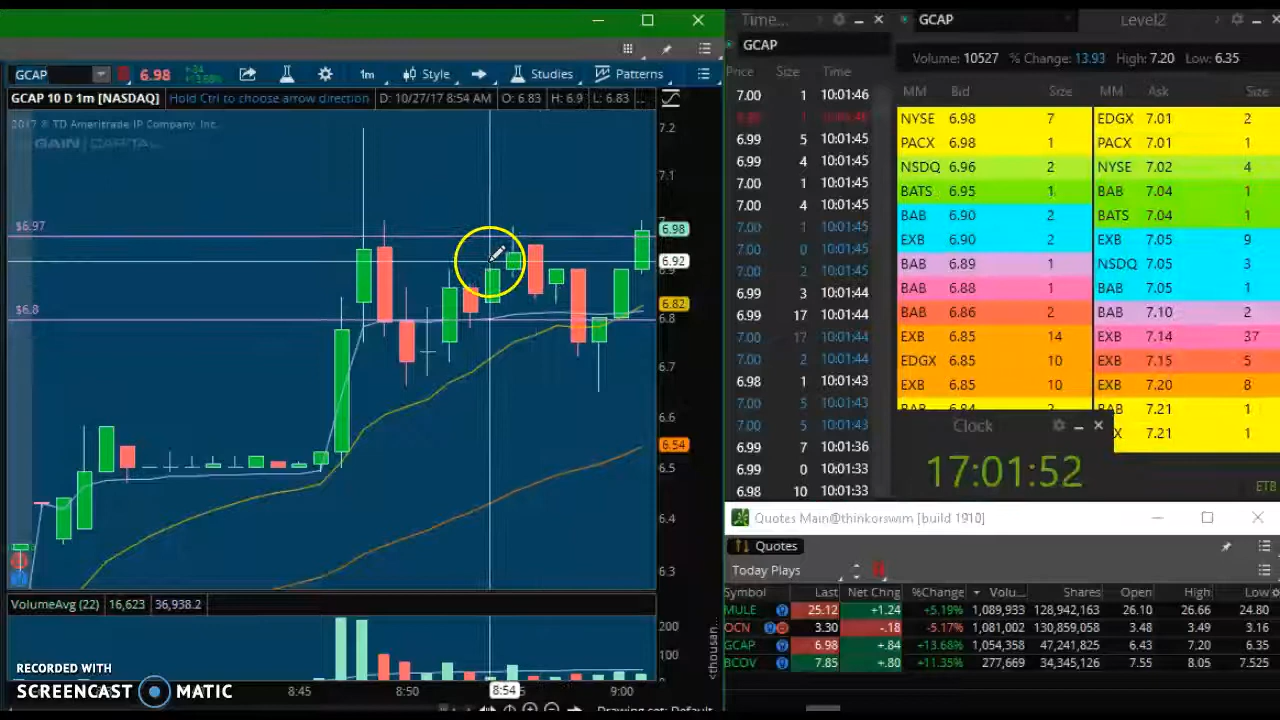 GCAP 6.98 +84 +13.68% 1m Style Studies Patterns
GCAP 10 D 1m [NASDAQ] Hold Ctrl to choose arrow direction D: 10/27/17 8:54 AM O: 6.83 H: 6.9 L: 6.83 ...
2017 © TD Ameritrade IP Company, Inc.
GAIN CAPITAL
7.2
7.1
$6.97
6.98
6.92
6.82
$6.8
6.8
6.7
6.6
6.54
6.5
6.4
6.3
VolumeAvg (22) 16,623 36,938.2
200
100
<thousan...
RECORDED WITH
SCREENCAST MATIC
8:45 8:50 8:54 9:00
Drawing set: Default
Time...
GCAP
Price Size Time
7.00 1 10:01:46
6.99 5 10:01:45
6.99 4 10:01:45
7.00 1 10:01:45
7.00 4 10:01:45
7.00 1 10:01:45
7.00 0 10:01:45
7.00 2 10:01:45
6.99 3 10:01:44
6.99 17 10:01:44
7.00 17 10:01:44
7.00 2 10:01:44
6.98 1 10:01:43
7.00 5 10:01:43
7.00 5 10:01:43
6.99 7 10:01:36
6.99 0 10:01:33
6.98 10 10:01:33
GCAP Level2
Volume: 10527 % Change: 13.93 High: 7.20 Low: 6.35
MM Bid Size MM Ask Size
NYSE 6.98 7 EDGX 7.01 2
PACX 6.98 1 PACX 7.01 1
NSDQ 6.96 2 NYSE 7.02 4
BATS 6.95 1 BAB 7.04 1
BAB 6.90 2 BATS 7.04 1
EXB 6.90 2 EXB 7.05 9
BAB 6.89 1 NSDQ 7.05 3
BAB 6.88 1 BAB 7.05 1
BAB 6.86 2 BAB 7.10 2
EXB 6.85 14 EXB 7.14 37
EDGX 6.85 10 EXB 7.15 5
EXB 6.85 10 EXB 7.20 8
BAB 6.84 2 BAB 7.21 1
X 7.21 1
Clock
17:01:52
ETB
Quotes Main@thinkorswim [build 1910]
Quotes
Today Plays
Symbol Last Net Chng %Change Volu... Shares Open High Low
MULE 25.12 +1.24 +5.19% 1,089,933 128,942,163 26.10 26.66 24.80
OCN 3.30 -.18 -5.17% 1,081,002 130,859,058 3.48 3.49 3.16
GCAP 6.98 +.84 +13.68% 1,054,358 47,241,825 6.43 7.20 6.35
BCOV 7.85 +.80 +11.35% 277,669 34,345,126 7.55 8.05 7.525